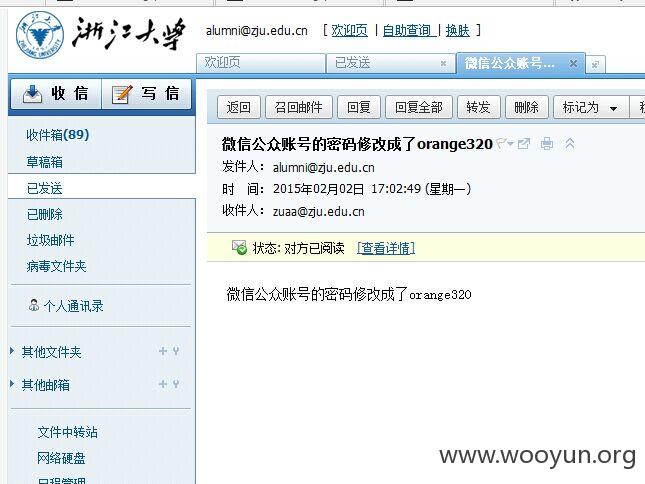 浙江大学
alumni@zju.edu.cn [ 欢迎页 | 自助查询 | 换肤 ]
欢迎页 已发送 微信公众账号...
收信 写信
返回 召回邮件 回复 回复全部 转发 删除 标记为
收件箱(89)
草稿箱
已发送
已删除
垃圾邮件
病毒文件夹
个人通讯录
其他文件夹
其他邮箱
文件中转站
网络硬盘
日程管理
微信公众账号的密码修改成了orange320
发件人: alumni@zju.edu.cn
时 间: 2015年02月02日 17:02:49 (星期一)
收件人: zuaa@zju.edu.cn
状态: 对方已阅读 [查看详情]
微信公众账号的密码修改成了orange320
www.wooyun.org